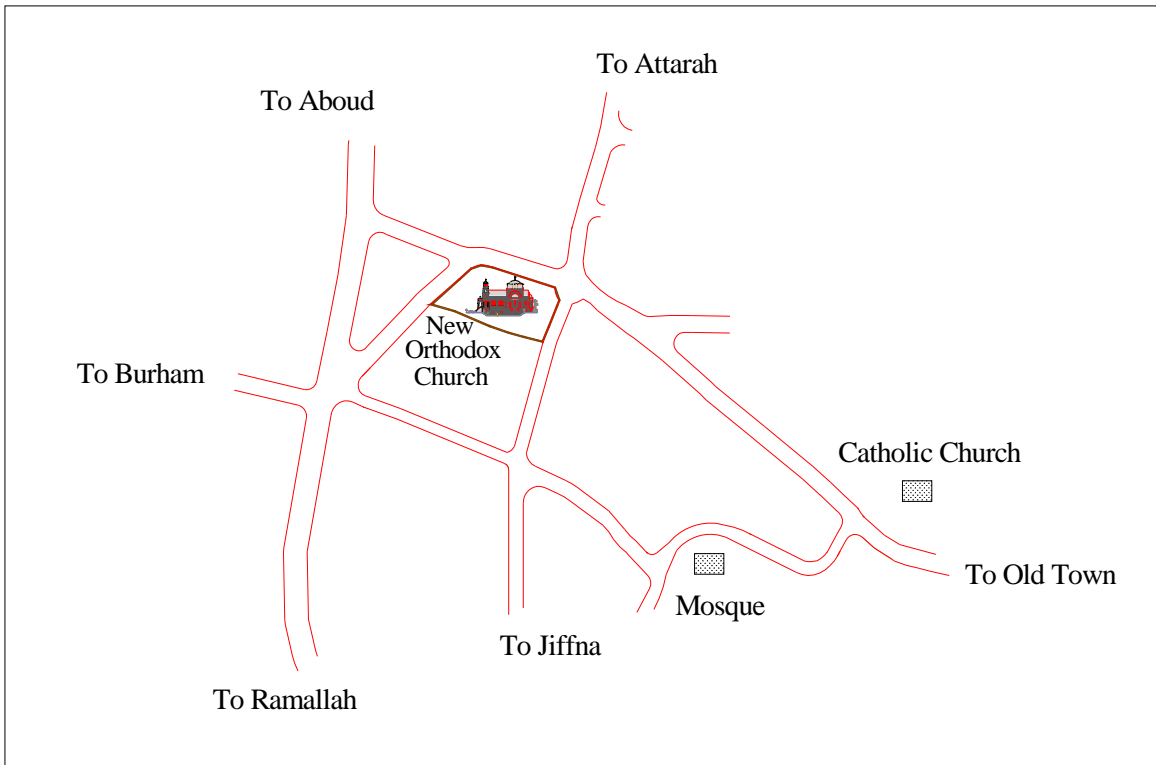 To Attarah
To Aboud
New
Orthodox
Church
To Burham
Catholic Church
To Old Town
Mosque
To Jiffna
To Ramallah